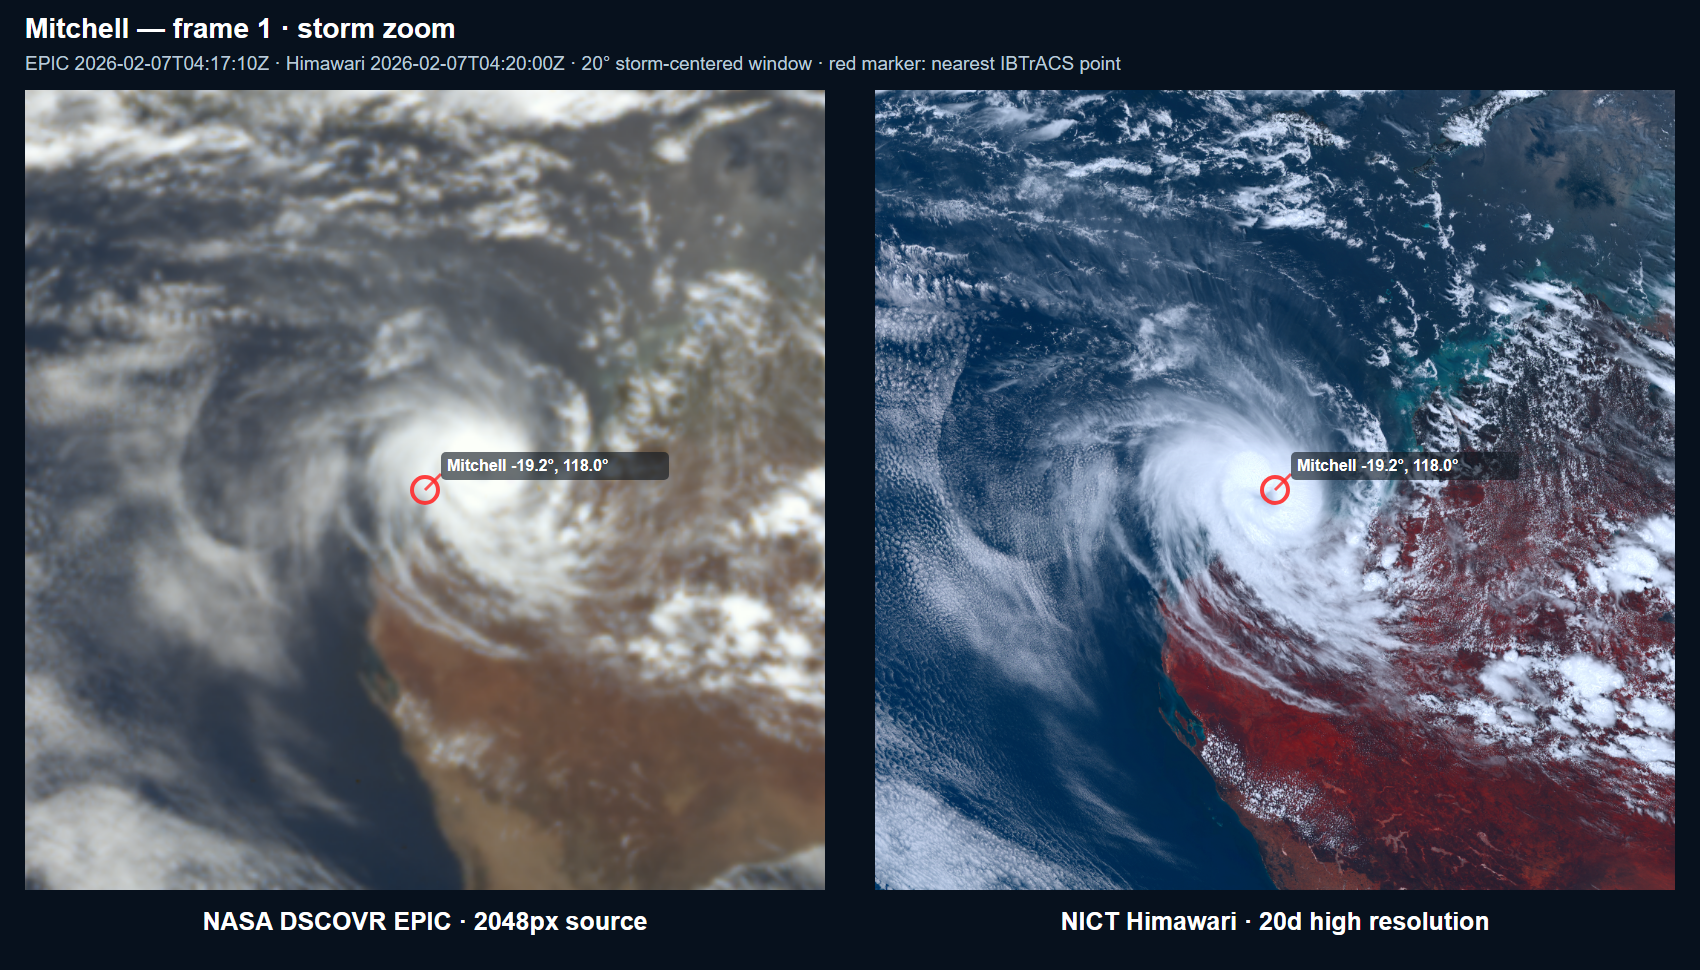 Mitchell — frame 1 · storm zoom
EPIC 2026-02-07T04:17:10Z · Himawari 2026-02-07T04:20:00Z · 20° storm-centered window · red marker: nearest IBTrACS point
Mitchell -19.2°, 118.0°
Mitchell -19.2°, 118.0°
NASA DSCOVR EPIC · 2048px source
NICT Himawari · 20d high resolution